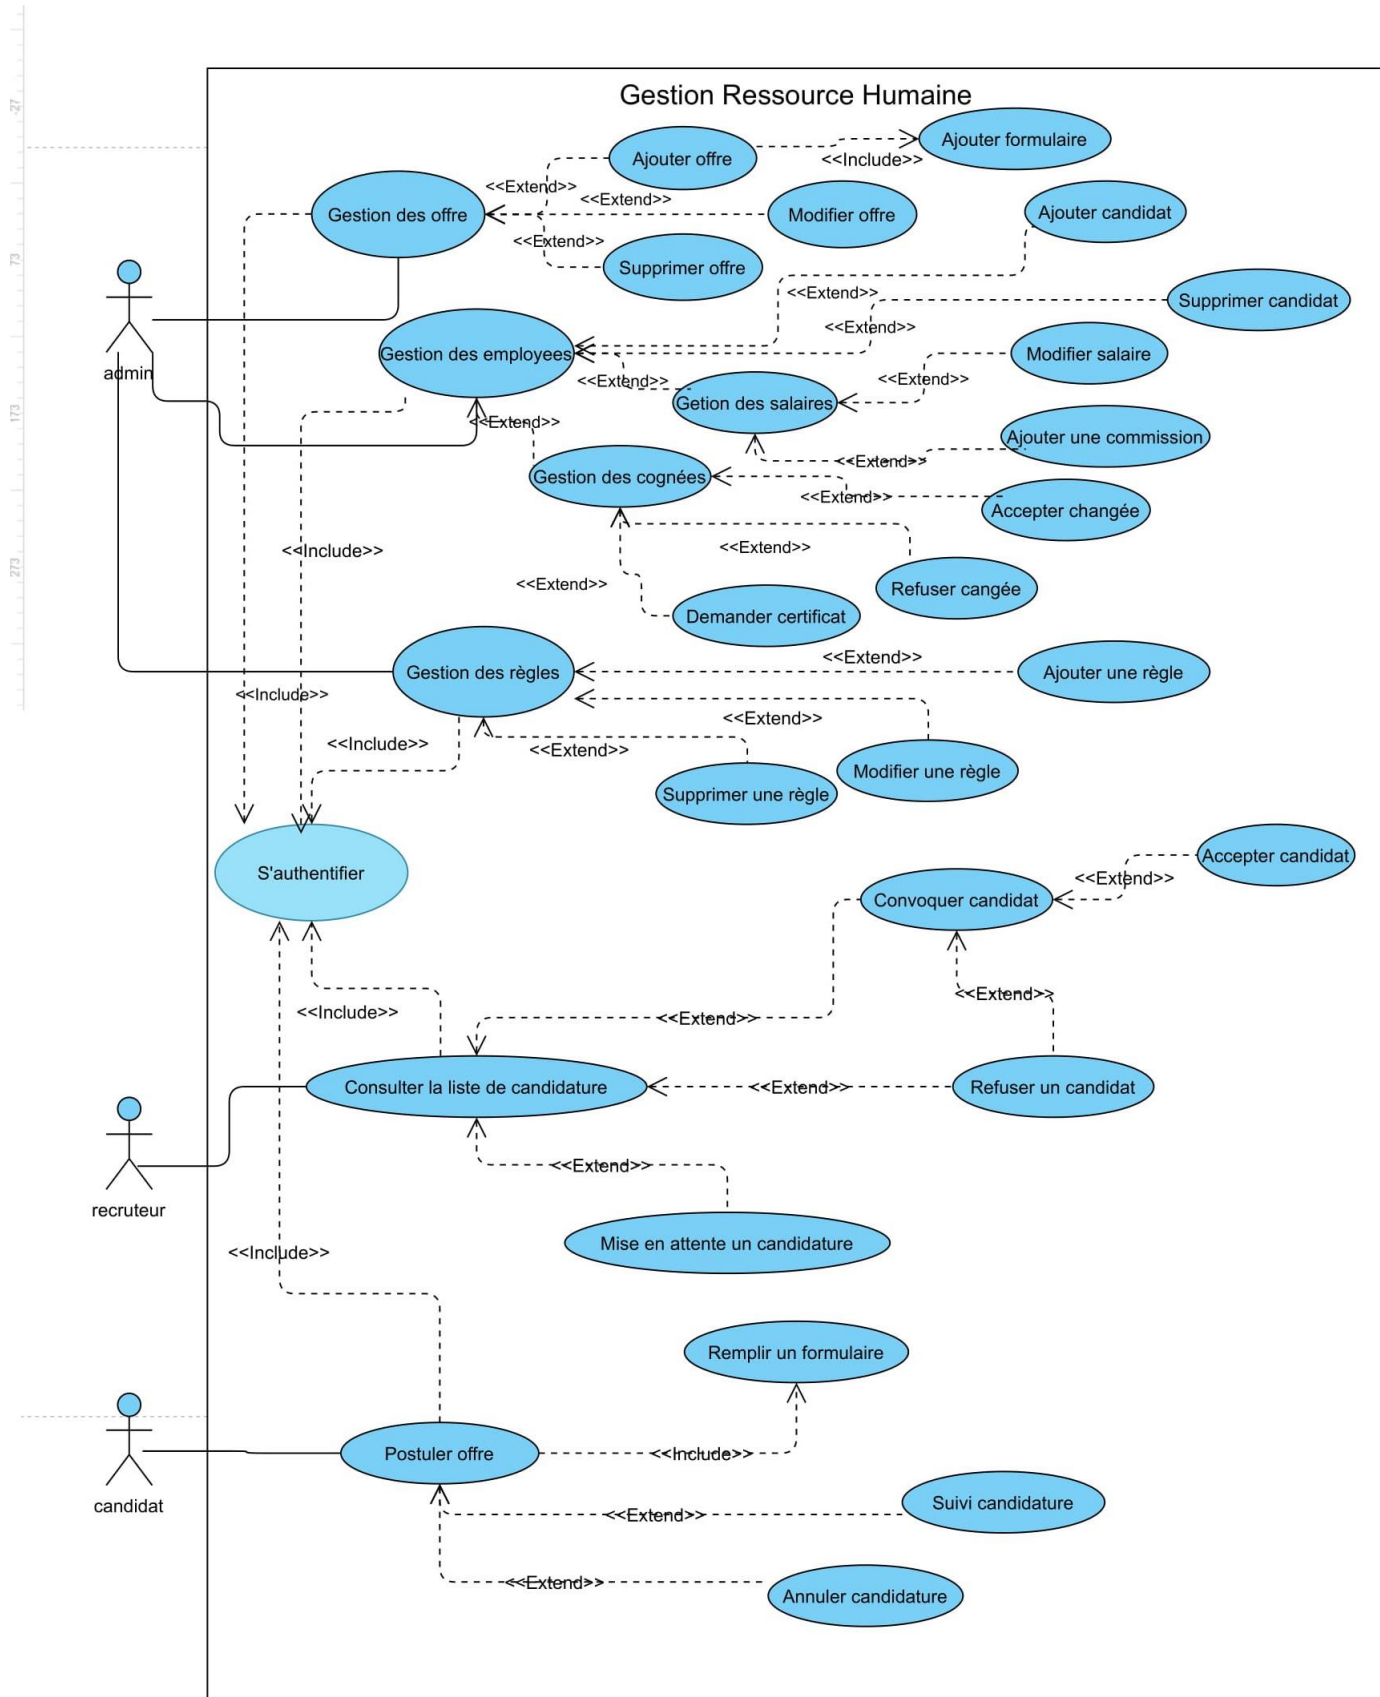 Gestion Ressource Humaine
-27
Ajouter offre
<<Include>>
Ajouter formulaire
<<Extend>>
Gestion des offre
<<Extend>>
Modifier offre
Ajouter candidat
<<Extend>>
Supprimer offre
73
<<Extend>>
Supprimer candidat
<<Extend>>
Gestion des employees
Modifier salaire
admin
<<Extend>>
<<Extend>>
Getion des salaires
173
<<Extend>>
Ajouter une commission
<<Extend>>
Gestion des cognées
<<Extend>>
Accepter changée
<<Include>>
<<Extend>>
273
<<Extend>>
Refuser cangée
Demander certificat
<<Extend>>
Gestion des règles
Ajouter une règle
<<Include>>
<<Extend>>
<<Include>>
<<Extend>>
Modifier une règle
Supprimer une règle
S'authentifier
Accepter candidat
<<Extend>>
Convoquer candidat
<<Extend>>
<<Include>>
<<Extend>>
Consulter la liste de candidature
<<Extend>>
Refuser un candidat
<<Extend>>
recruteur
Mise en attente un candidature
<<Include>>
Remplir un formulaire
Postuler offre
<<Include>>
candidat
Suivi candidature
<<Extend>>
<<Extend>>
Annuler candidature